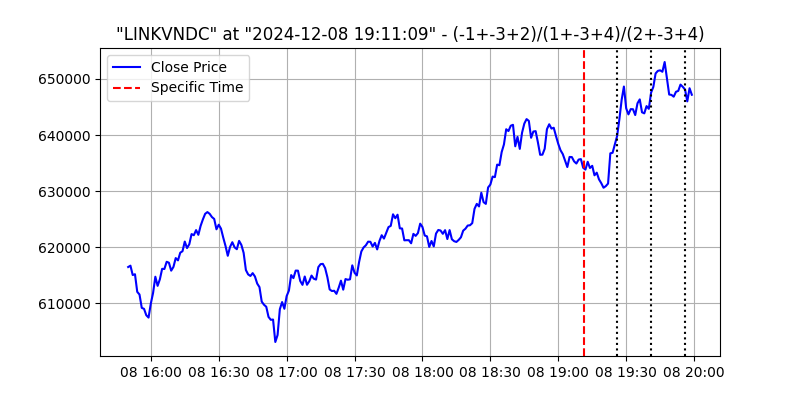 "LINKVNDC" at "2024-12-08 19:11:09" - (-1+-3+2)/(1+-3+4)/(2+-3+4)
Close Price
Specific Time
650000
640000
630000
620000
610000
08 16:00 08 16:30 08 17:00 08 17:30 08 18:00 08 18:30 08 19:00 08 19:30 08 20:00